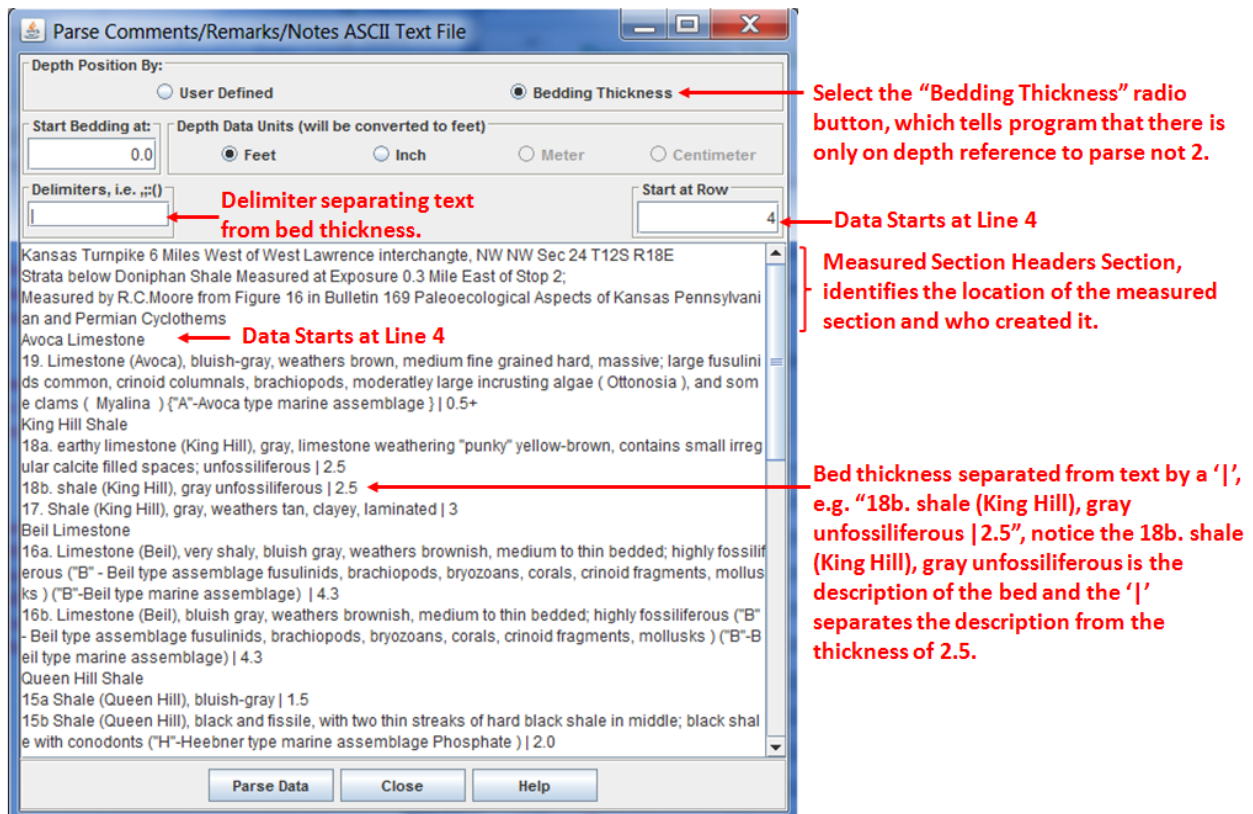 Parse Comments/Remarks/Notes ASCII Text File
Depth Position By:
User Defined
Bedding Thickness
Select the “Bedding Thickness” radio
button, which tells program that there is
only on depth reference to parse not 2.
Start Bedding at:
Depth Data Units (will be converted to feet)
0.0
Feet
Inch
Meter
Centimeter
Delimiters, i.e. ,;:()
|
Delimiter separating text
from bed thickness.
Start at Row
4
Data Starts at Line 4
Kansas Turnpike 6 Miles West of West Lawrence interchangte, NW NW Sec 24 T12S R18E
Strata below Doniphan Shale Measured at Exposure 0.3 Mile East of Stop 2;
Measured by R.C.Moore from Figure 16 in Bulletin 169 Paleoecological Aspects of Kansas Pennsylvani
an and Permian Cyclothems
Measured Section Headers Section,
identifies the location of the measured
section and who created it.
Avoca Limestone
Data Starts at Line 4
19. Limestone (Avoca), bluish-gray, weathers brown, medium fine grained hard, massive; large fusulini
ds common, crinoid columnals, brachiopods, moderatley large incrusting algae ( Ottonosia ), and som
e clams (  Myalina  ) {"A"-Avoca type marine assemblage } | 0.5+
King Hill Shale
18a. earthy limestone (King Hill), gray, limestone weathering "punky" yellow-brown, contains small irreg
ular calcite filled spaces; unfossiliferous | 2.5
18b. shale (King Hill), gray unfossiliferous | 2.5
17. Shale (King Hill), gray, weathers tan, clayey, laminated | 3
Beil Limestone
16a. Limestone (Beil), very shaly, bluish gray, weathers brownish, medium to thin bedded; highly fossilif
erous ("B" - Beil type assemblage fusulinids, brachiopods, bryozoans, corals, crinoid fragments, mollus
ks ) ("B"-Beil type marine assemblage)  | 4.3
16b. Limestone (Beil), bluish gray, weathers brownish, medium to thin bedded; highly fossiliferous ("B"
- Beil type assemblage fusulinids, brachiopods, bryozoans, corals, crinoid fragments, mollusks ) ("B"-B
eil type marine assemblage) | 4.3
Queen Hill Shale
15a Shale (Queen Hill), bluish-gray | 1.5
15b Shale (Queen Hill), black and fissile, with two thin streaks of hard black shale in middle; black shal
e with conodonts ("H"-Heebner type marine assemblage Phosphate ) | 2.0
Bed thickness separated from text by a ‘|’,
e.g. “18b. shale (King Hill), gray
unfossiliferous |2.5”, notice the 18b. shale
(King Hill), gray unfossiliferous is the
description of the bed and the ‘|’
separates the description from the
thickness of 2.5.
Parse Data
Close
Help